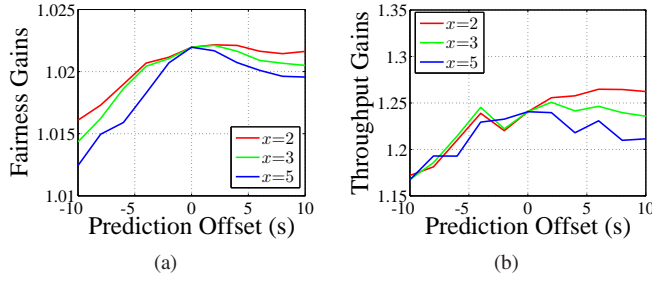 1.025
1.02
1.015
1.01
Fairness Gains
x=2
x=3
x=5
-10 -5 0 5 10
Prediction Offset (s)
(a)
1.35
1.3
1.25
1.2
1.15
Throughput Gains
x=2
x=3
x=5
-10 -5 0 5 10
Prediction Offset (s)
(b)